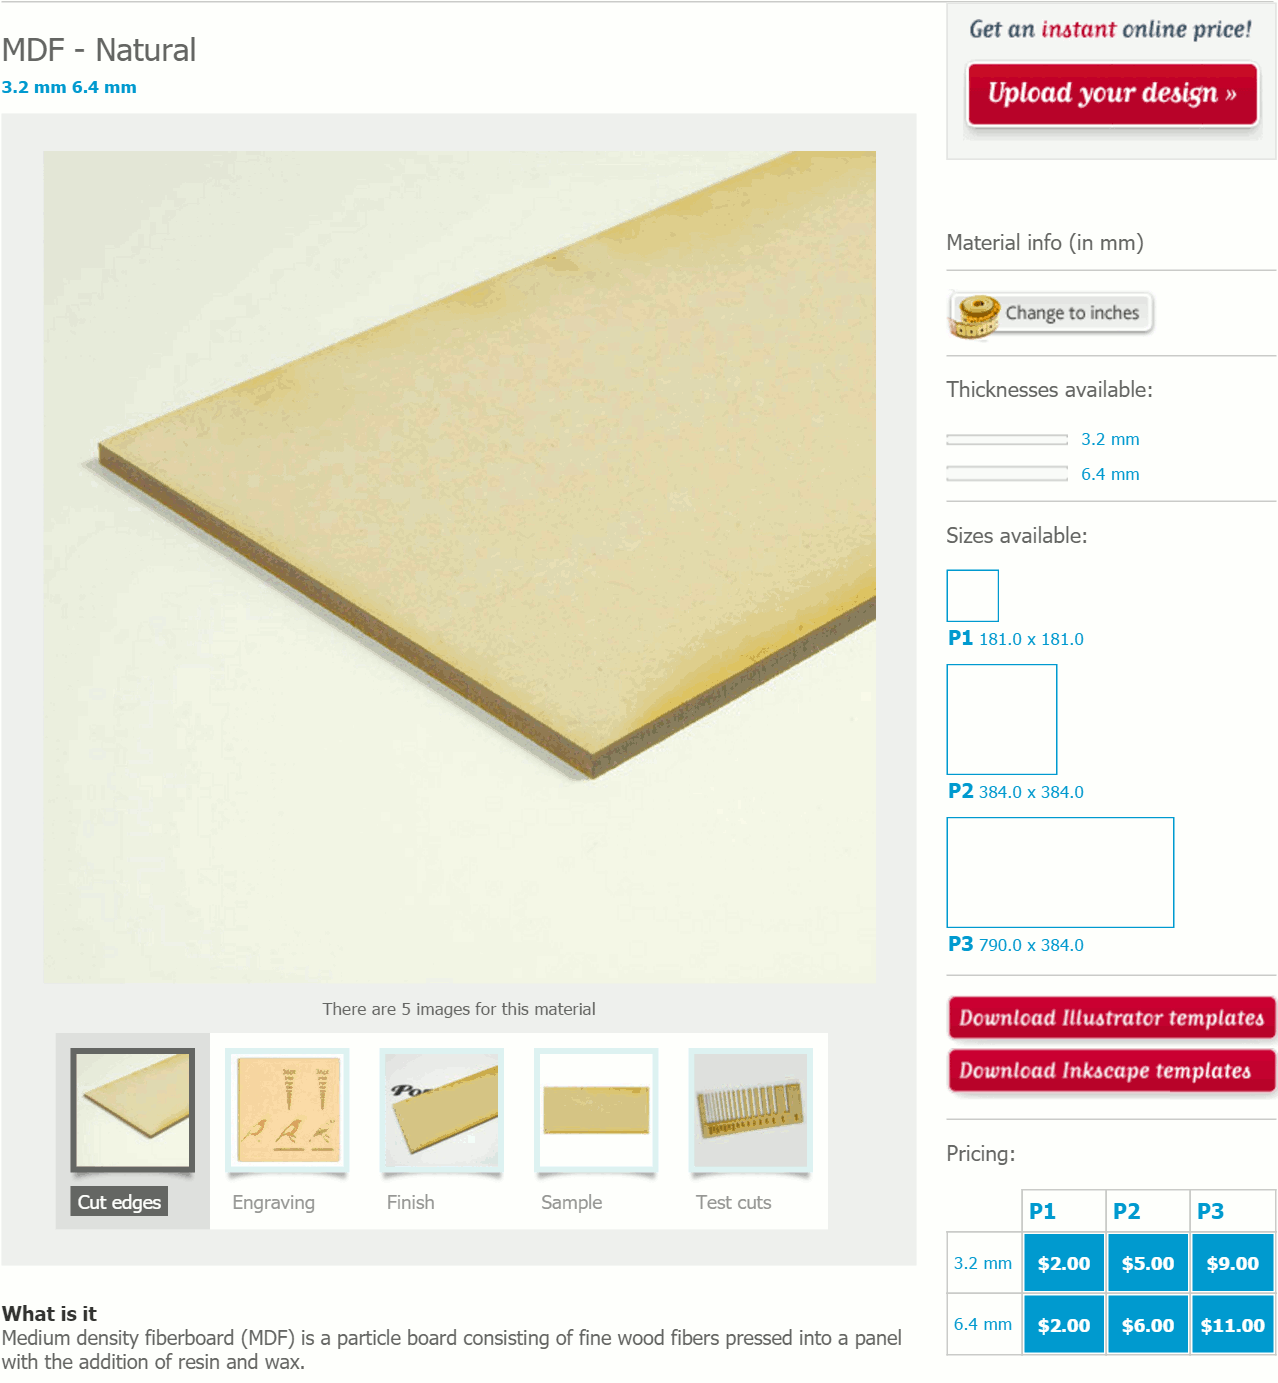 MDF - Natural
3.2 mm 6.4 mm
There are 5 images for this material
Cut edges
Engraving
Finish
Sample
Test cuts
What is it
Medium density fiberboard (MDF) is a particle board consisting of fine wood fibers pressed into a panel
with the addition of resin and wax.
Get an instant online price!
Upload your design »
Material info (in mm)
Change to inches
Thicknesses available:
3.2 mm
6.4 mm
Sizes available:
P1 181.0 x 181.0
P2 384.0 x 384.0
P3 790.0 x 384.0
Download Illustrator templates
Download Inkscape templates
Pricing:
P1 P2 P3
3.2 mm $2.00 $5.00 $9.00
6.4 mm $2.00 $6.00 $11.00